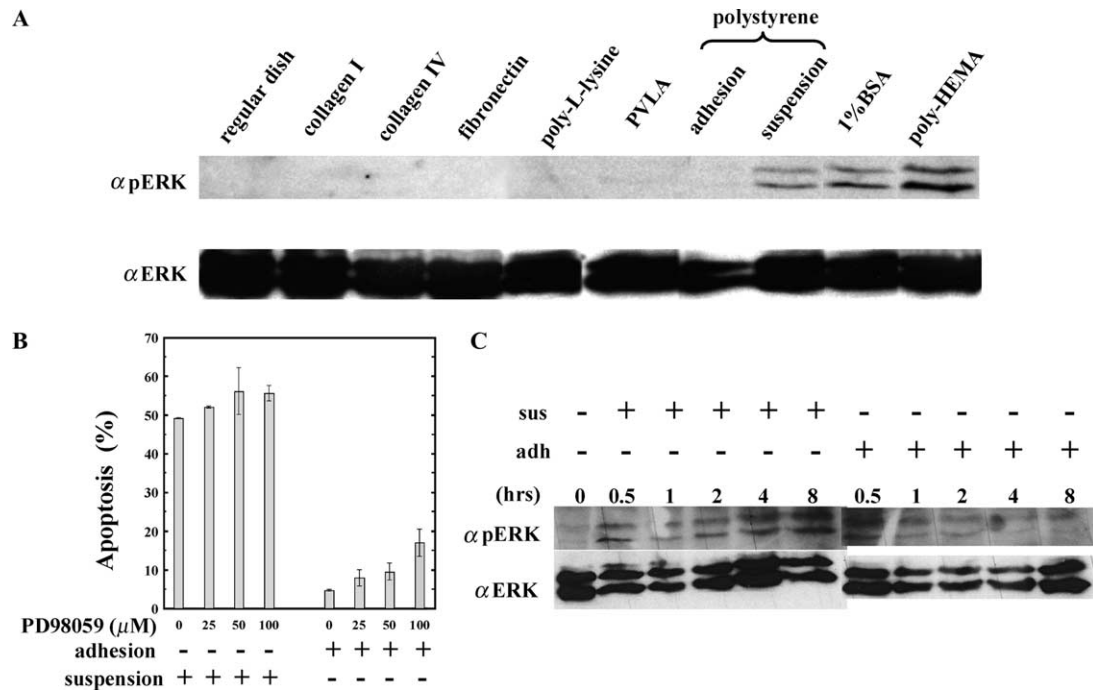 A
polystyrene
regular dish
collagen I
collagen IV
fibronectin
poly-L-lysine
PVLA
adhesion
suspension
1%BSA
poly-HEMA
α pERK
α ERK
B
70
60
50
40
30
20
10
0
Apoptosis (%)
PD98059 (μM) 0 25 50 100 0 25 50 100
adhesion - - - - + + + +
suspension + + + + - - - -
C
sus - + + + + + - - - - -
adh - - - - - - + + + + +
(hrs) 0 0.5 1 2 4 8 0.5 1 2 4 8
α pERK
α ERK